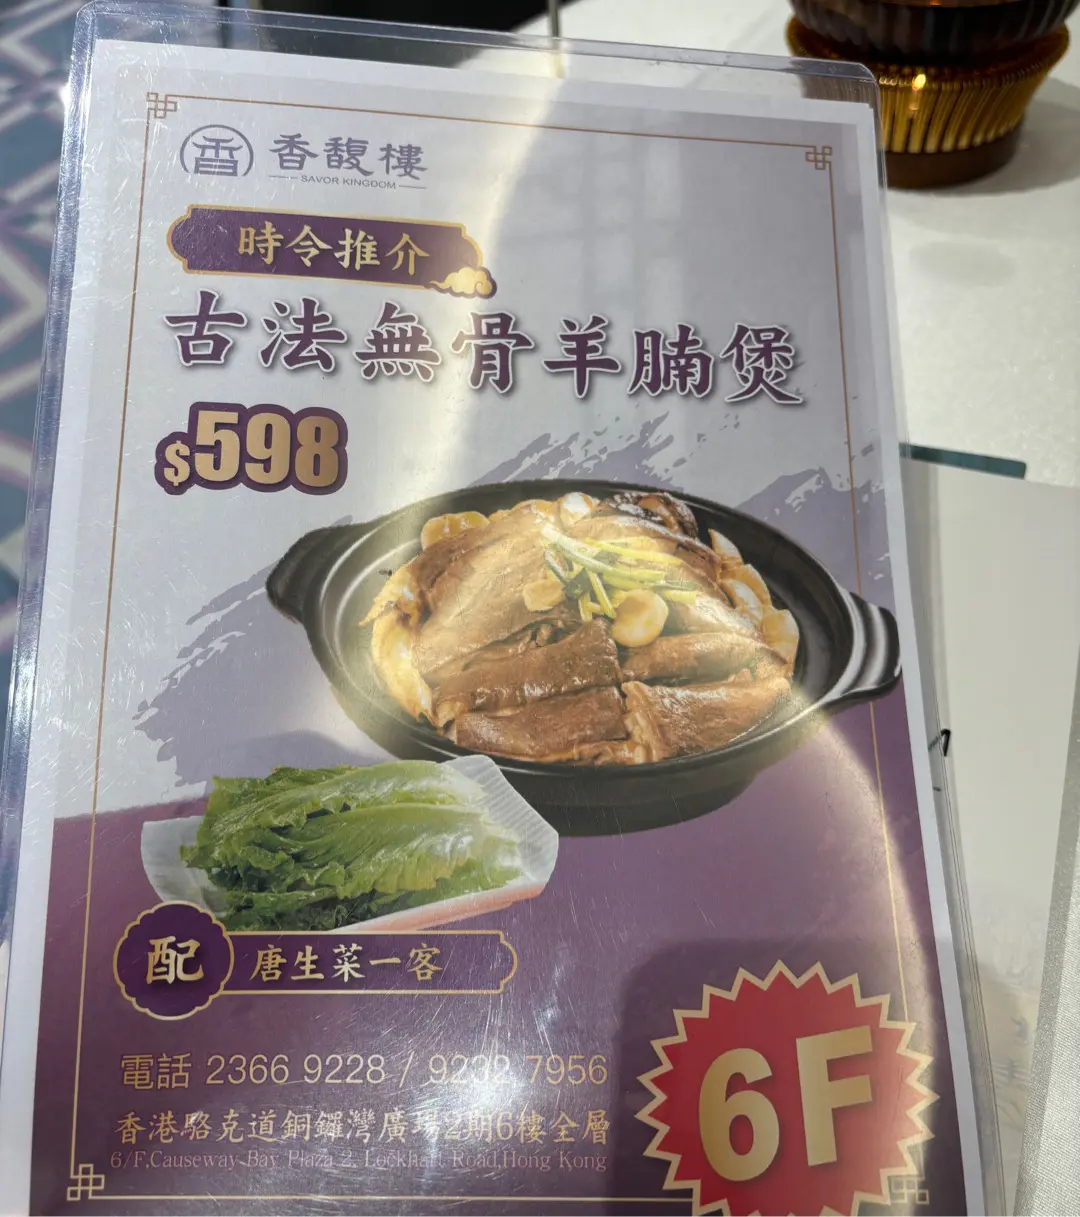 香
香馥樓
SAVOR KINGDOM
時令推介
古法無骨羊腩煲
$598
配 唐生菜一客
電話 2366 9228 / 9232 7956
香港駱克道銅鑼灣廣場2期6樓全層
6/F,Causeway Bay Plaza 2, Lockhart Road,Hong Kong
6F